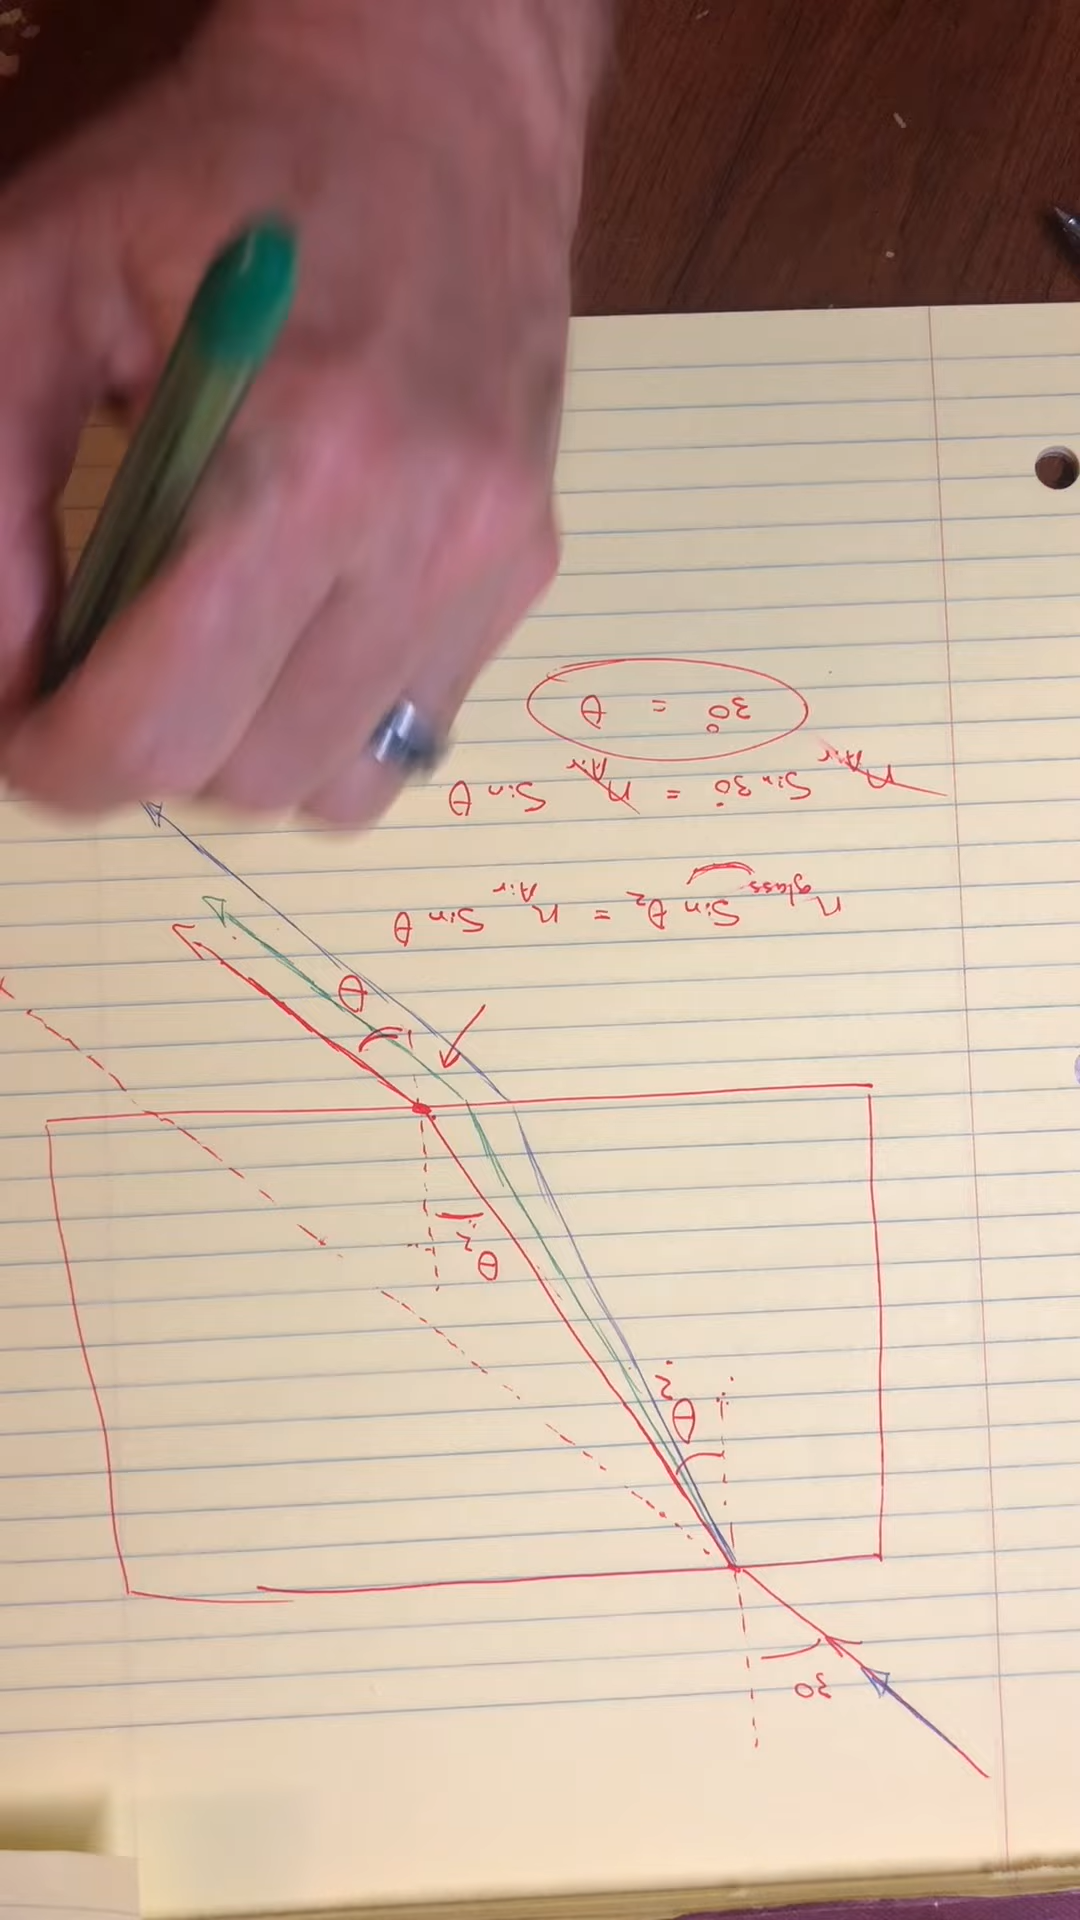 30
θ₂
θ₂
θ
n_glass Sin θ₂ = n_Air Sin θ
n_Air Sin 30° = n_Air Sin θ
30° = θ